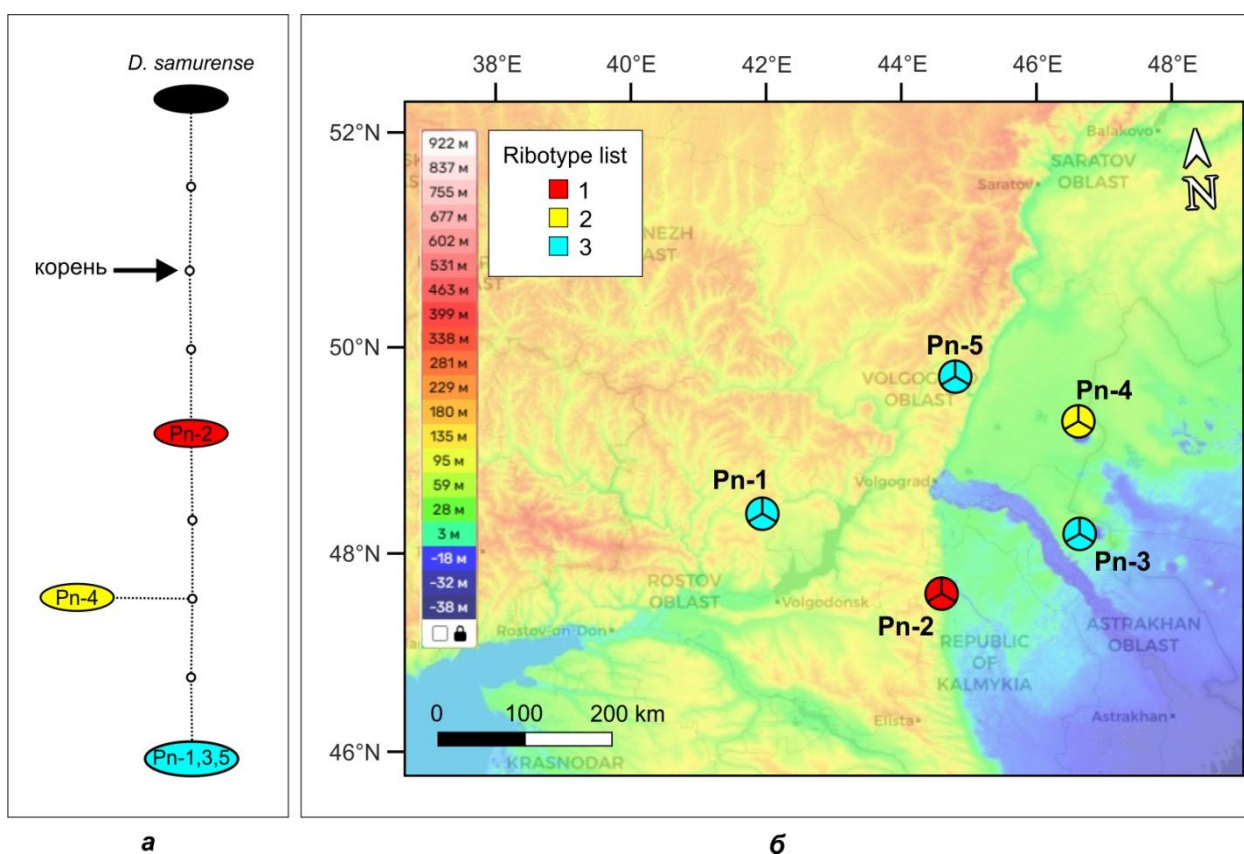 D. samurense
корень
Pn-2
Pn-4
Pn-1,3,5
а
38°E 40°E 42°E 44°E 46°E 48°E
52°N
50°N
48°N
46°N
922 м
837 м
755 м
677 м
602 м
531 м
463 м
399 м
338 м
281 м
229 м
180 м
135 м
95 м
59 м
28 м
3 м
-18 м
-32 м
-38 м
Ribotype list
1
2
3
N
Balakovo
SARATOV
OBLAST
Saratov
NEZH
AST
Pn-5
VOLGOGRAD
OBLAST
Pn-4
Pn-1
Volgograd
Pn-3
ROSTOV
OBLAST
Volgodonsk
Pn-2
Rostov-on-Don
REPUBLIC
OF
KALMYKIA
ASTRAKHAN
OBLAST
Elista
Astrakhan
0 100 200 km
KRASNODAR
б